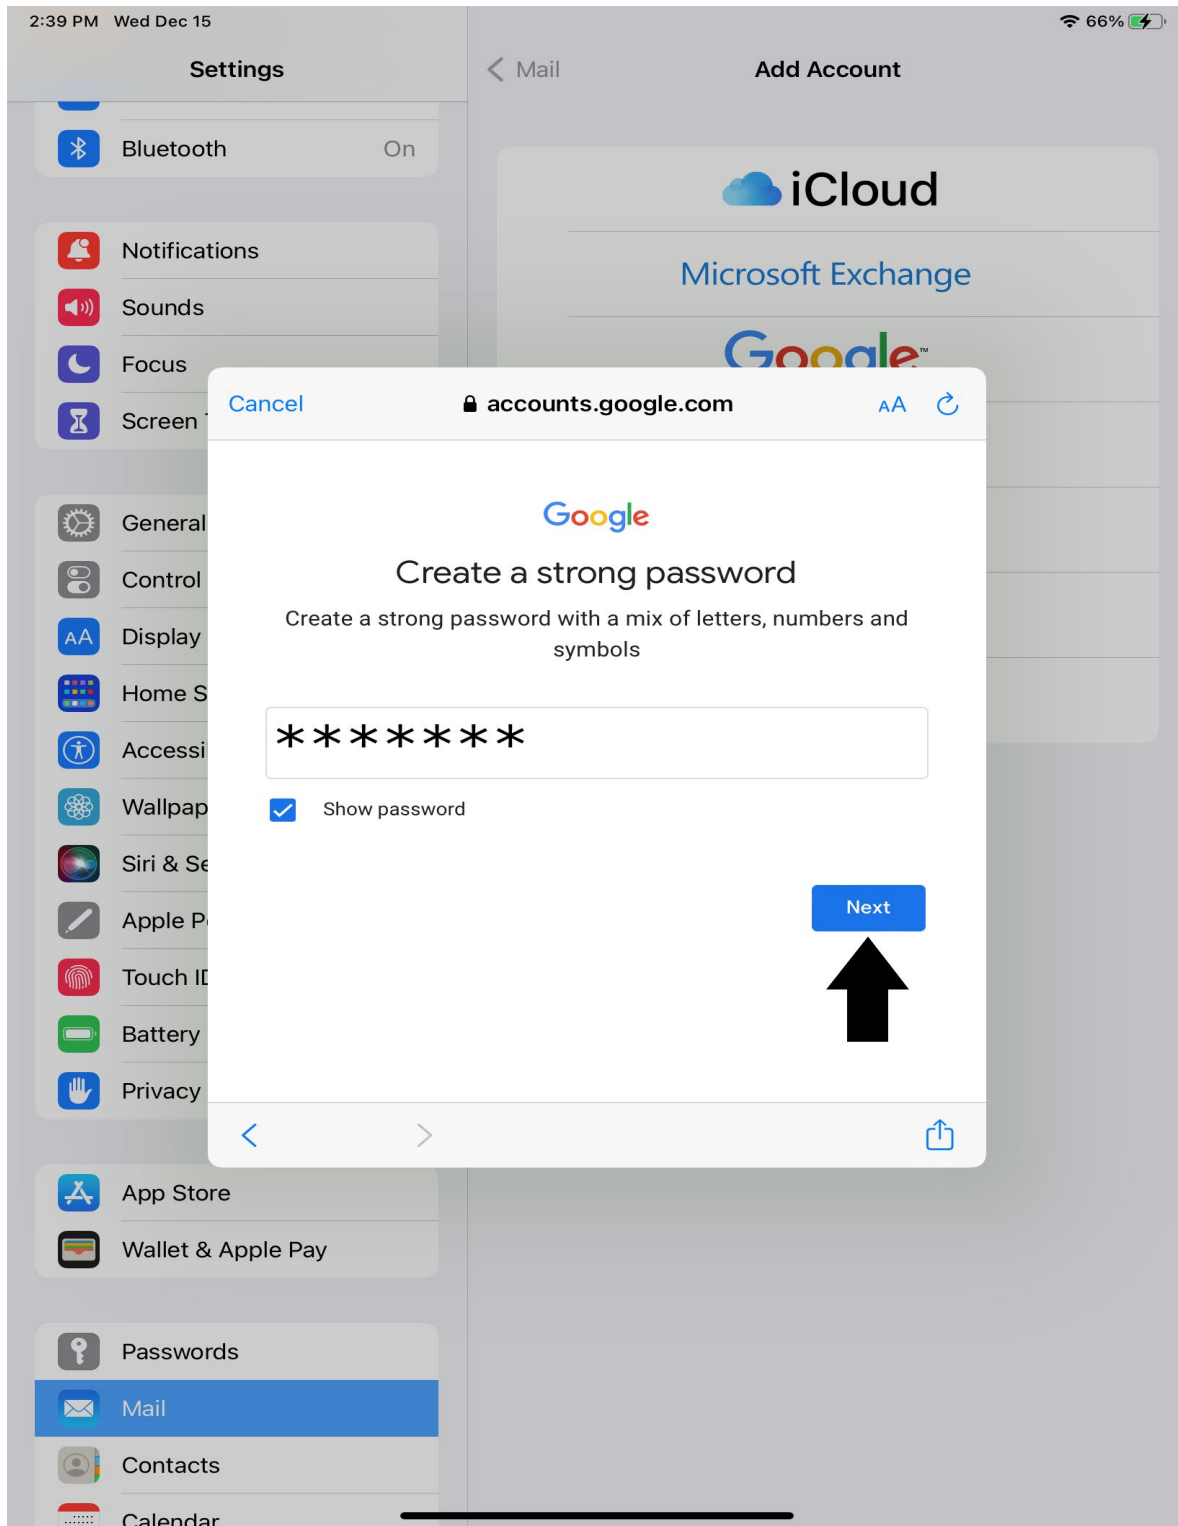 2:39 PM Wed Dec 15
66%
Settings
Mail
Add Account
Bluetooth On
Notifications
Sounds
Focus
Screen T
General
Control
Display
Home S
Accessi
Wallpap
Siri & Se
Apple P
Touch ID
Battery
Privacy
App Store
Wallet & Apple Pay
Passwords
Mail
Contacts
Calendar
iCloud
Microsoft Exchange
Google™
Cancel
accounts.google.com
AA
Google
Create a strong password
Create a strong password with a mix of letters, numbers and
symbols
*******
Show password
Next